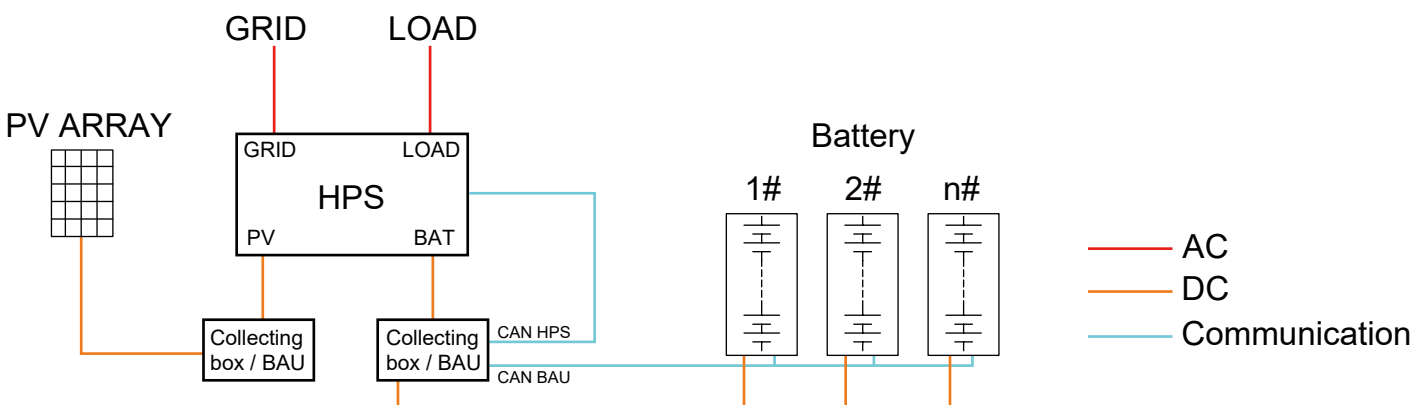 GRID
LOAD
PV ARRAY
GRID
LOAD
HPS
PV
BAT
Collecting
box / BAU
Collecting
box / BAU
CAN HPS
CAN BAU
Battery
1#
2#
n#
AC
DC
Communication